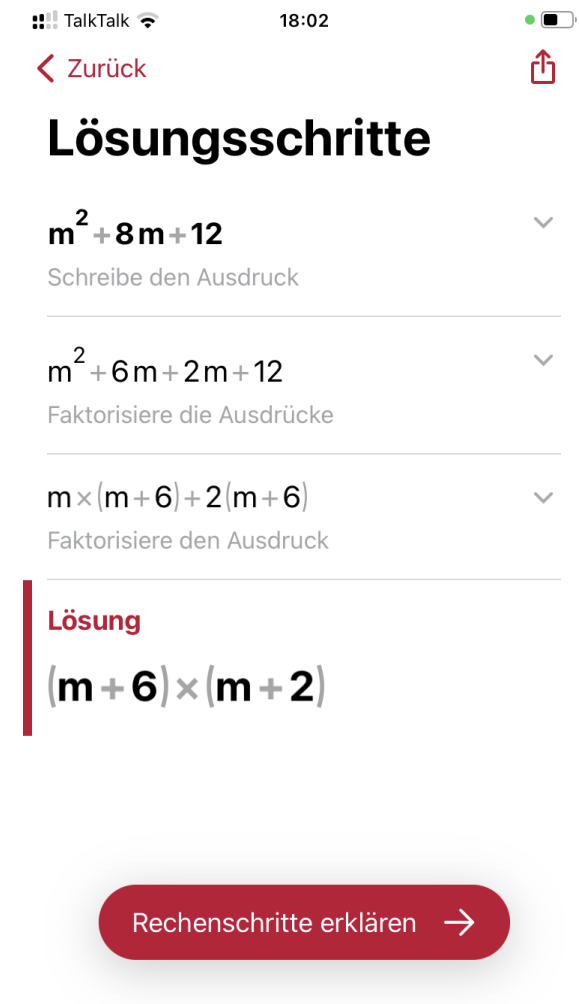 TalkTalk 18:02
Zurück
Lösungsschritte
m²+8m+12
Schreibe den Ausdruck
m²+6m+2m+12
Faktorisiere die Ausdrücke
m×(m+6)+2(m+6)
Faktorisiere den Ausdruck
Lösung
(m+6)×(m+2)
Rechenschritte erklären